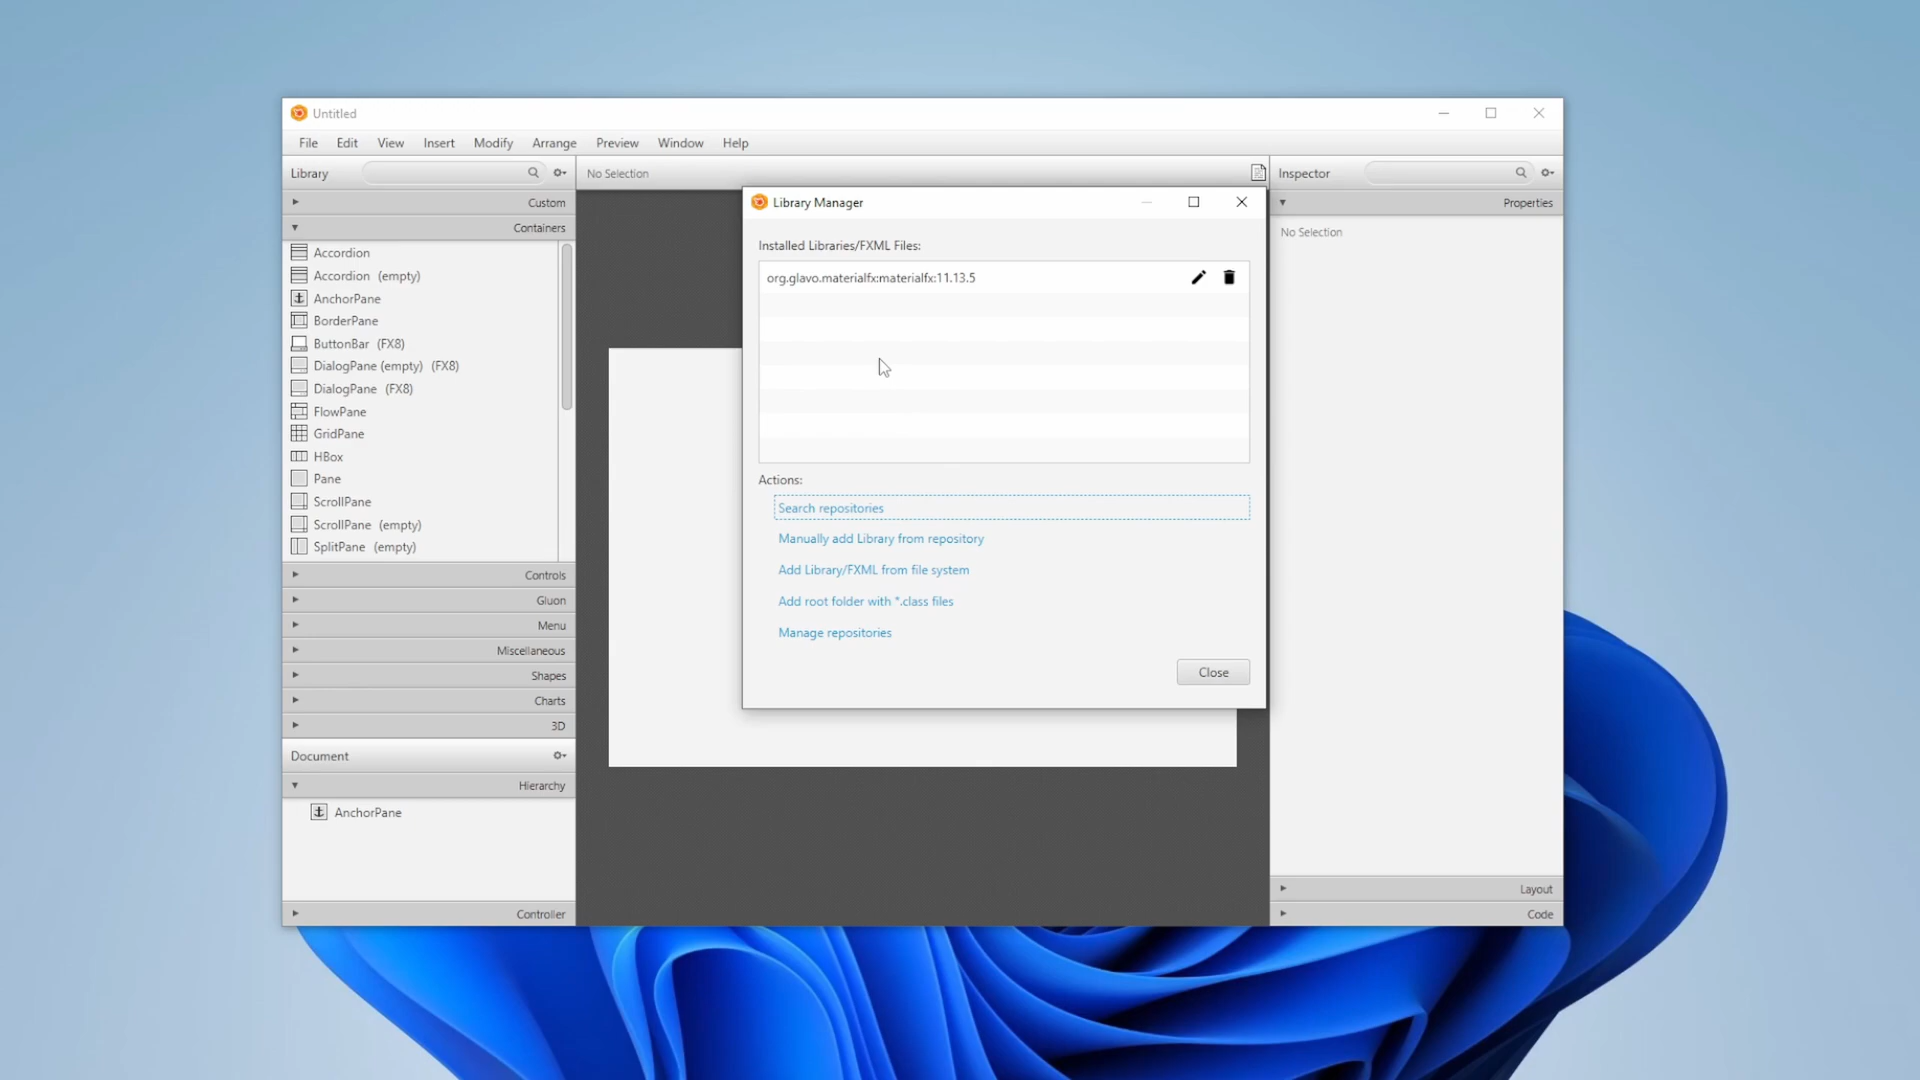 Untitled
File Edit View Insert Modify Arrange Preview Window Help
Library
No Selection
Inspector
Custom
Containers
Accordion
Accordion (empty)
AnchorPane
BorderPane
ButtonBar (FX8)
DialogPane (empty) (FX8)
DialogPane (FX8)
FlowPane
GridPane
HBox
Pane
ScrollPane
ScrollPane (empty)
SplitPane (empty)
Controls
Gluon
Menu
Miscellaneous
Shapes
Charts
3D
Document
Hierarchy
AnchorPane
Controller
Library Manager
Installed Libraries/FXML Files:
org.glavo.materialfx:materialfx:11.13.5
Actions:
Search repositories
Manually add Library from repository
Add Library/FXML from file system
Add root folder with *.class files
Manage repositories
Close
Properties
No Selection
Layout
Code